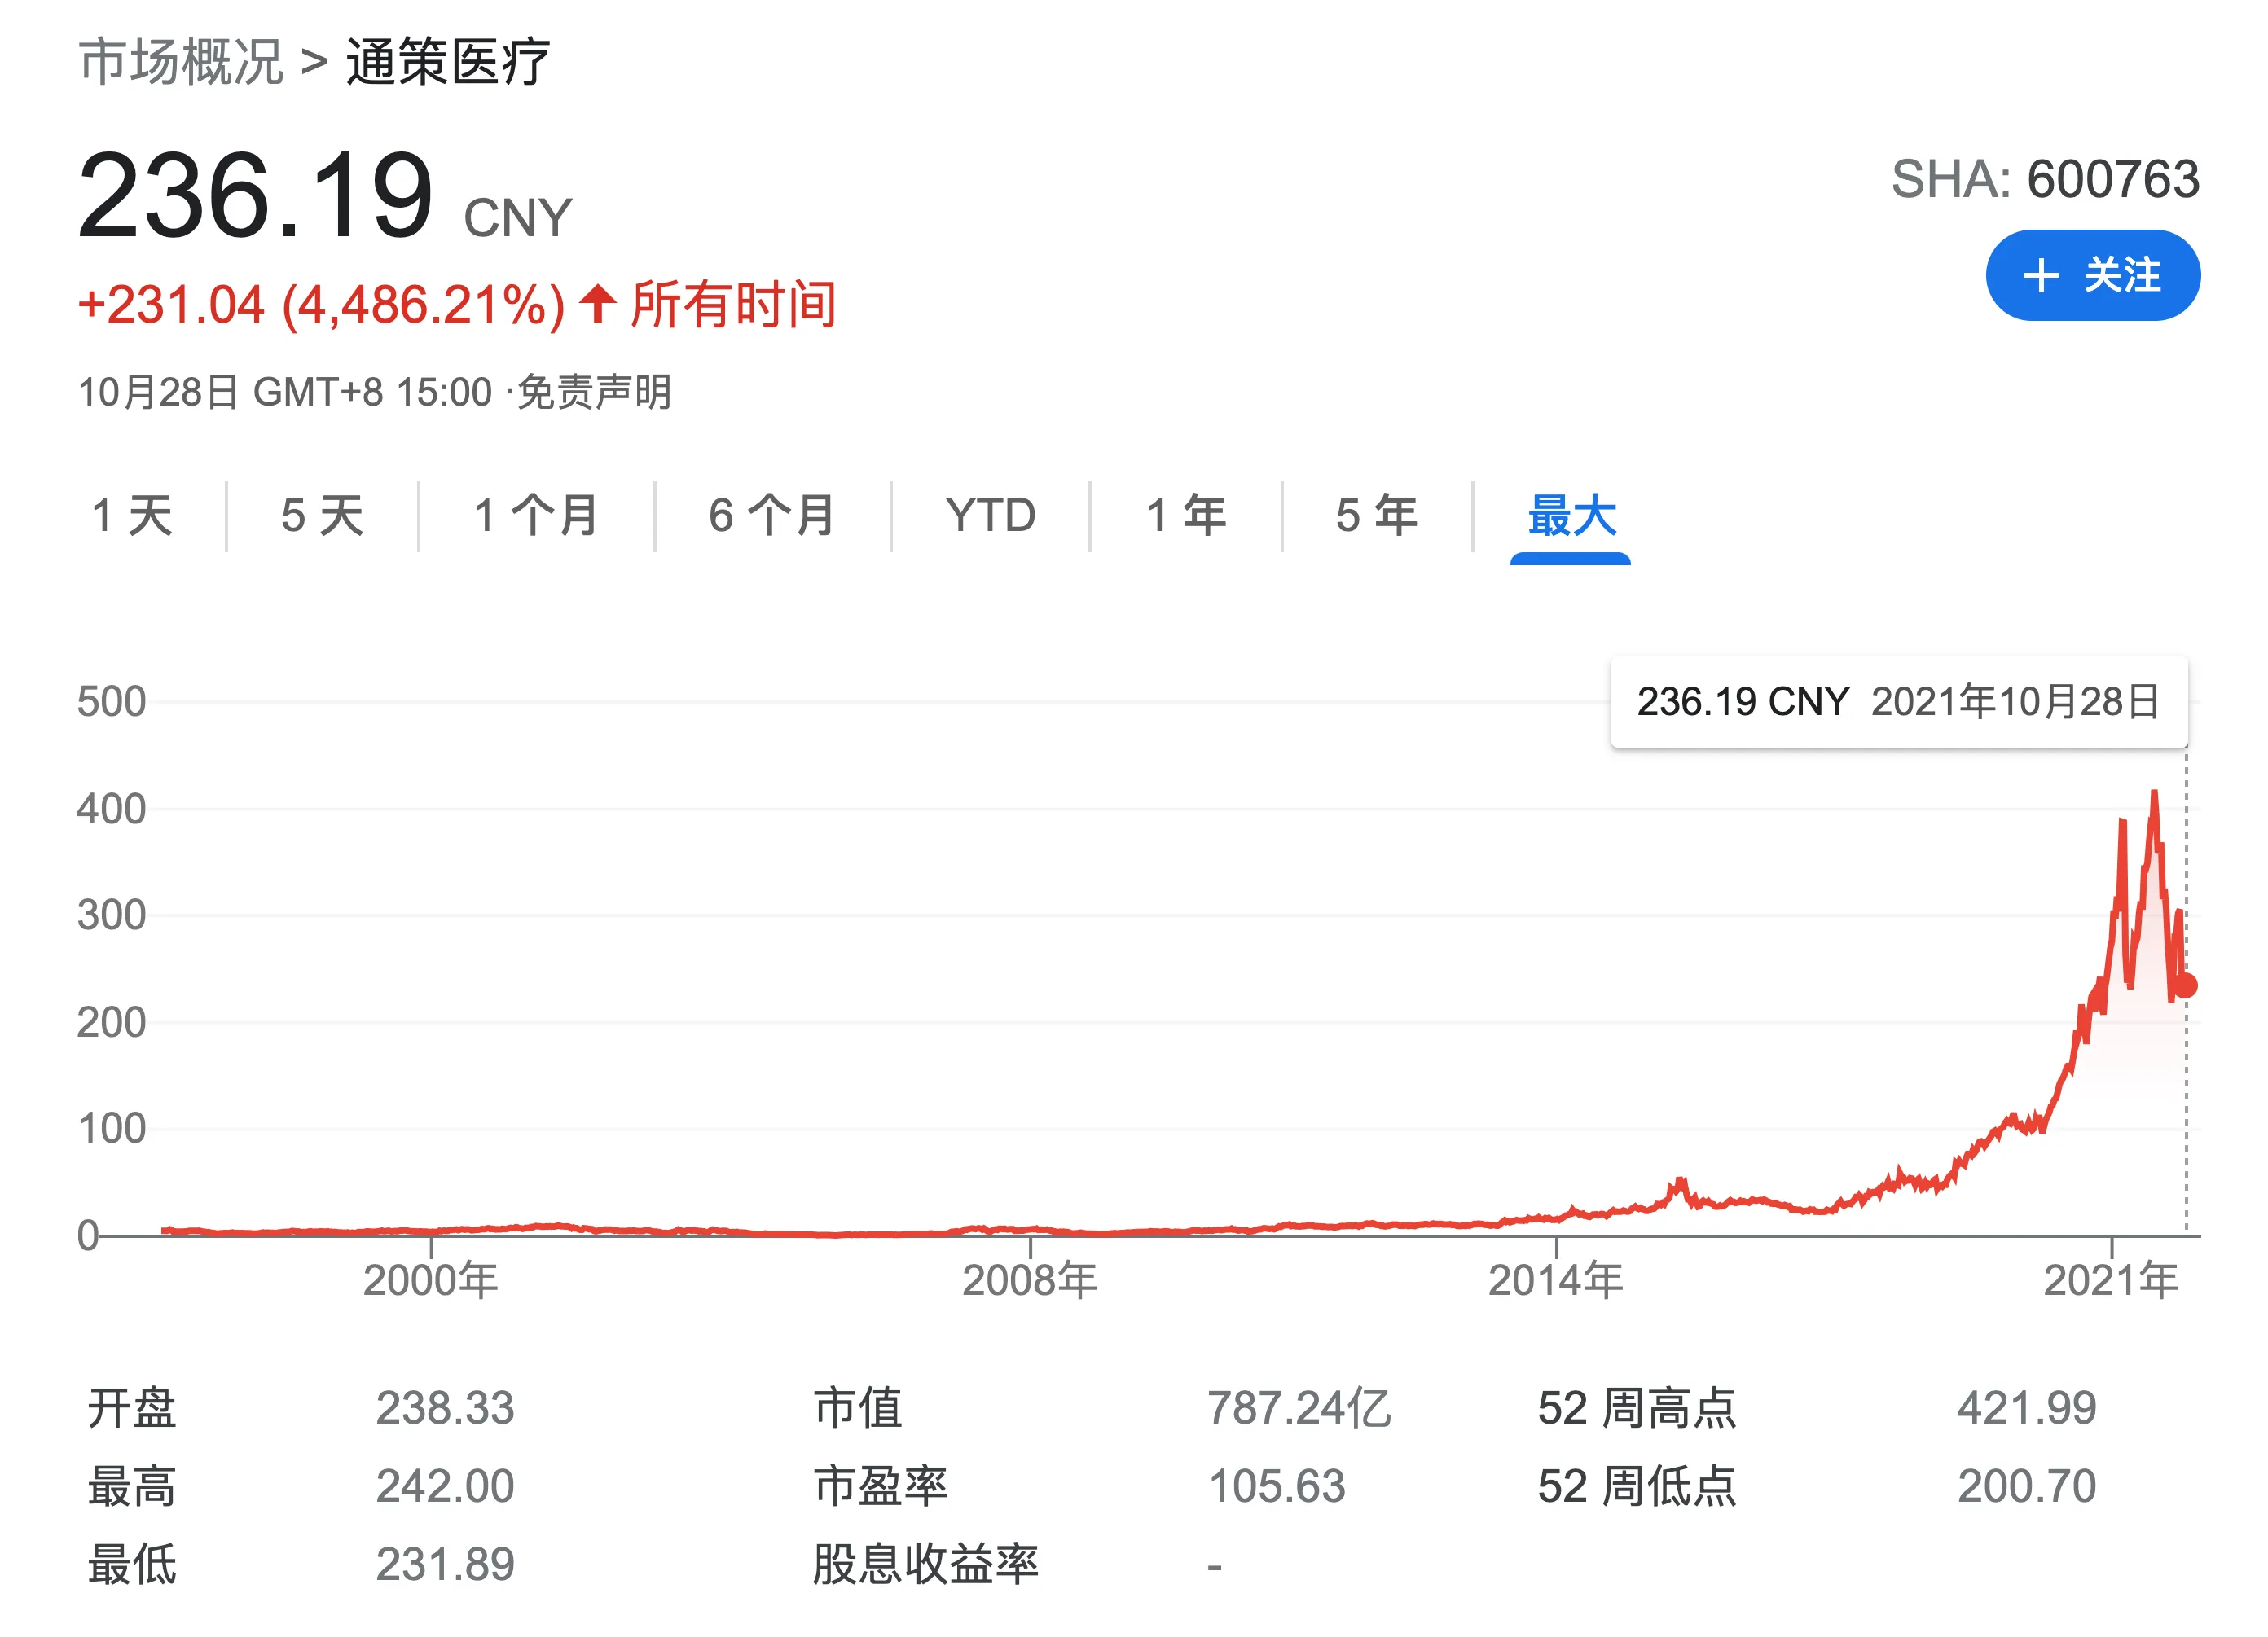 市场概况 > 通策医疗
236.19 CNY
SHA: 600763
+ 关注
+231.04 (4,486.21%) ↑ 所有时间
10月28日 GMT+8 15:00 ·免责声明
1 天 5 天 1 个月 6 个月 YTD 1 年 5 年 最大
236.19 CNY 2021年10月28日
500
400
300
200
100
0
2000年 2008年 2014年 2021年
开盘 238.33 市值 787.24亿 52 周高点 421.99
最高 242.00 市盈率 105.63 52 周低点 200.70
最低 231.89 股息收益率 -